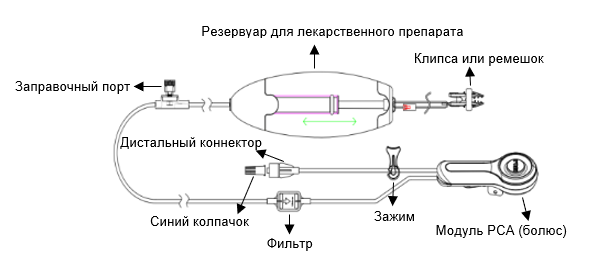 Резервуар для лекарственного препарата
Клипса или ремешок
Заправочный порт
Дистальный коннектор
Синий колпачок
Зажим
Модуль PCA (болюс)
Фильтр